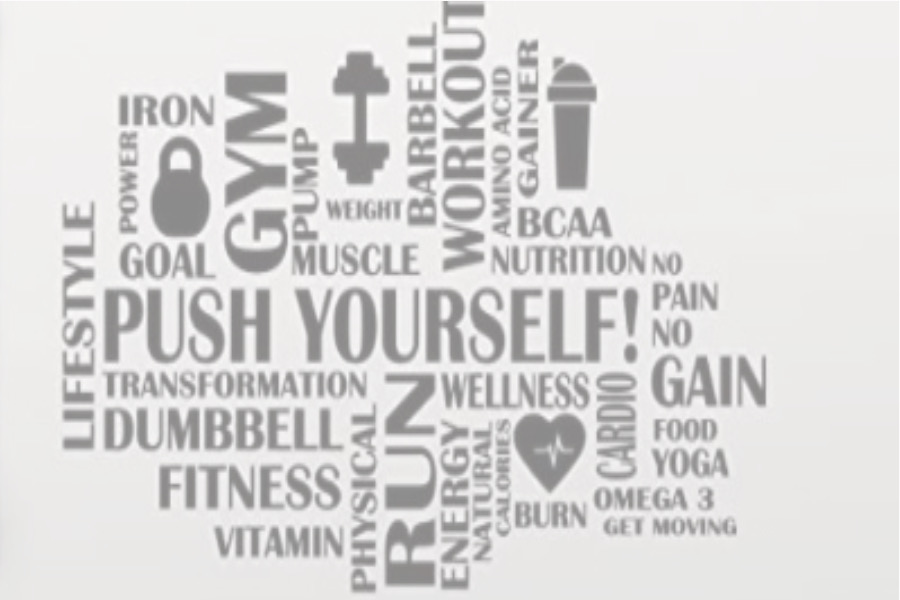 WORKOUT
BARBELL
GAINER
AMINO ACID
IRON
GYM
PUMP
POWER
WEIGHT
BCAA
GOAL
MUSCLE
NUTRITION
NO
PAIN
NO
GAIN
LIFESTYLE
PUSH YOURSELF!
TRANSFORMATION
WELLNESS
CARDIO
DUMBBELL
RUN
PHYSICAL
ENERGY
NATURAL
CALORIES
FOOD
YOGA
FITNESS
OMEGA 3
BURN
GET MOVING
VITAMIN